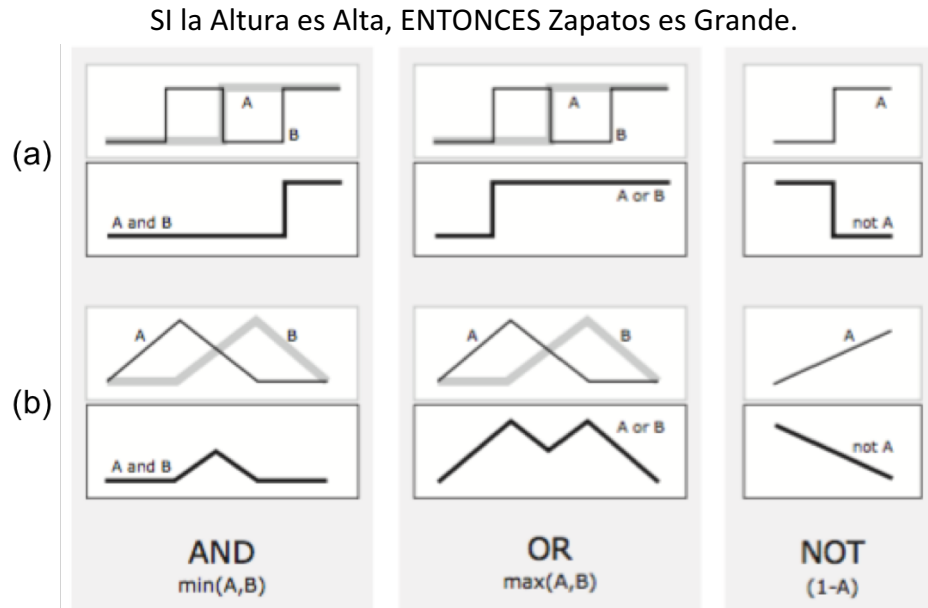 SI la Altura es Alta, ENTONCES Zapatos es Grande.
(a)
A
B
A and B
A
B
A or B
A
not A
(b)
A
B
A and B
A
B
A or B
A
not A
AND
min(A,B)
OR
max(A,B)
NOT
(1-A)